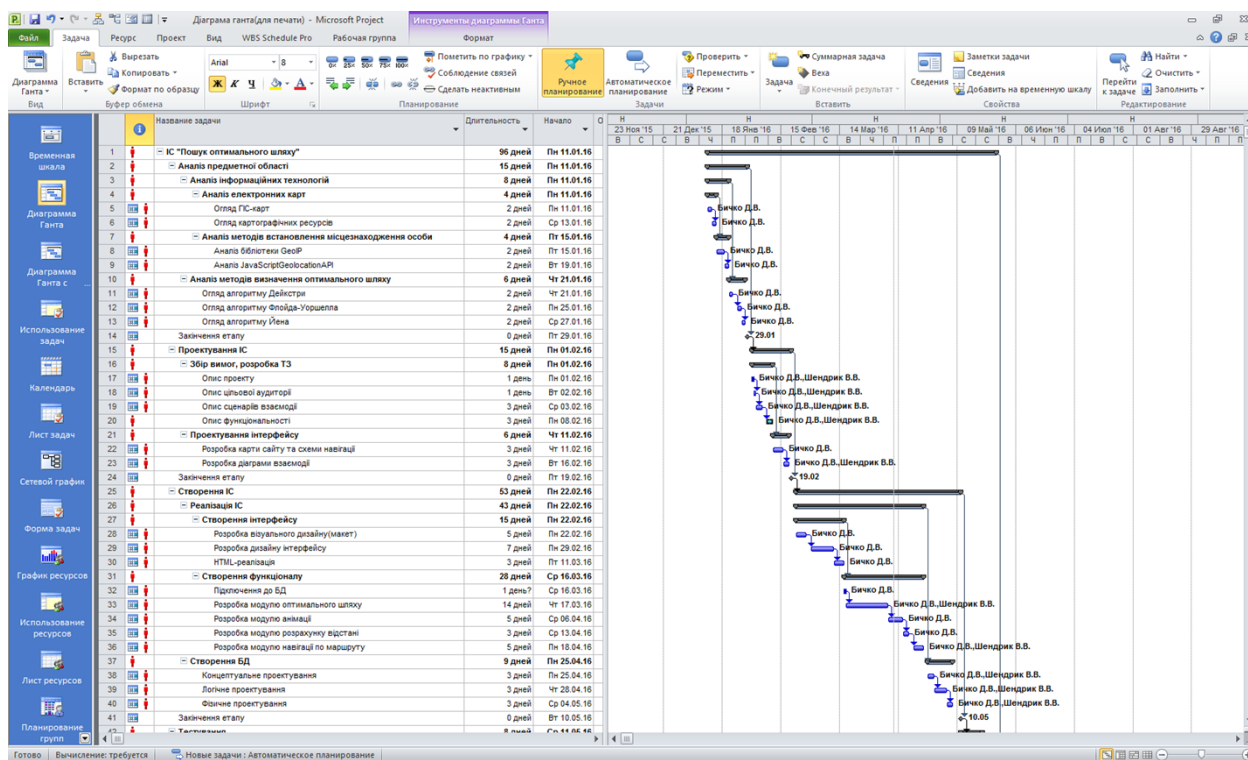 Діаграма ганта(для печати) - Microsoft Project
Инструменты диаграммы Ганта
Файл Задача Ресурс Проект Вид WBS Schedule Pro Рабочая группа Формат
Диаграмма Ганта
Вид
Вставить
Вырезать
Копировать
Формат по образцу
Буфер обмена
Arial 8
Ж К Ч
Шрифт
0% 25% 50% 75% 100%
Пометить по графику
Соблюдение связей
Сделать неактивным
Планирование
Ручное планирование
Автоматическое планирование
Проверить
Переместить
Режим
Задачи
Задача
Суммарная задача
Веха
Конечный результат
Вставить
Сведения
Заметки задачи
Сведения
Добавить на временную шкалу
Свойства
Перейти к задаче
Найти
Очистить
Заполнить
Редактирование
Временная шкала
Диаграмма Ганта
Диаграмма Ганта с ...
Использование задач
Календарь
Лист задач
Сетевой график
Форма задач
График ресурсов
Использование ресурсов
Лист ресурсов
Планирование групп
Название задачи Длительность Начало О
23 Ноя '15 21 Дек '15 18 Янв '16 15 Фев '16 14 Мар '16 11 Апр '16 09 Май '16 06 Июн '16 04 Июл '16 01 Авг '16 29 Авг '16
1 ІС "Пошук оптимального шляху" 96 дней Пн 11.01.16
2 Аналіз предметної області 15 дней Пн 11.01.16
3 Аналіз інформаційних технологій 8 дней Пн 11.01.16
4 Аналіз електронних карт 4 дней Пн 11.01.16
5 Огляд ГІС-карт 2 дней Пн 11.01.16 Бичко Д.В.
6 Огляд картографічних ресурсів 2 дней Ср 13.01.16 Бичко Д.В.
7 Аналіз методів встановлення місцезнаходження особи 4 дней Пт 15.01.16
8 Аналіз бібліотеки GeoIP 2 дней Пт 15.01.16 Бичко Д.В.
9 Аналіз JavaScriptGeolocationAPI 2 дней Вт 19.01.16 Бичко Д.В.
10 Аналіз методів визначення оптимального шляху 6 дней Чт 21.01.16
11 Огляд алгоритму Дейкстри 2 дней Чт 21.01.16 Бичко Д.В.
12 Огляд алгоритму Флойда-Уоршелла 2 дней Пн 25.01.16 Бичко Д.В.
13 Огляд алгоритму Йена 2 дней Ср 27.01.16 Бичко Д.В.
14 Закінчення етапу 0 дней Пт 29.01.16 29.01
15 Проектування ІС 15 дней Пн 01.02.16
16 Збір вимог, розробка ТЗ 8 дней Пн 01.02.16
17 Опис проекту 1 день Пн 01.02.16 Бичко Д.В.,Шендрик В.В.
18 Опис цільової аудиторії 1 день Вт 02.02.16 Бичко Д.В.,Шендрик В.В.
19 Опис сценаріїв взаємодії 3 дней Ср 03.02.16 Бичко Д.В.,Шендрик В.В.
20 Опис функціональності 3 дней Пн 08.02.16 Бичко Д.В.,Шендрик В.В.
21 Проектування інтерфейсу 6 дней Чт 11.02.16
22 Розробка карти сайту та схеми навігації 3 дней Чт 11.02.16 Бичко Д.В.
23 Розробка діаграми взаємодії 3 дней Вт 16.02.16 Бичко Д.В.,Шендрик В.В.
24 Закінчення етапу 0 дней Пт 19.02.16 19.02
25 Створення ІС 53 дней Пн 22.02.16
26 Реалізація ІС 43 дней Пн 22.02.16
27 Створення інтерфейсу 15 дней Пн 22.02.16
28 Розробка візуального дизайну(макет) 5 дней Пн 22.02.16 Бичко Д.В.
29 Розробка дизайну інтерфейсу 7 дней Пн 29.02.16 Бичко Д.В.
30 HTML-реалізація 3 дней Пт 11.03.16 Бичко Д.В.
31 Створення функціоналу 28 дней Ср 16.03.16
32 Підключення до БД 1 день? Ср 16.03.16 Бичко Д.В.
33 Розробка модулю оптимального шляху 14 дней Чт 17.03.16 Бичко Д.В.,Шендрик В.В.
34 Розробка модулю анімації 5 дней Ср 06.04.16 Бичко Д.В.
35 Розробка модулю розрахунку відстані 3 дней Ср 13.04.16 Бичко Д.В.
36 Розробка модулю навігації по маршруту 5 дней Пн 18.04.16 Бичко Д.В.,Шендрик В.В.
37 Створення БД 9 дней Пн 25.04.16
38 Концептуальне проектування 3 дней Пн 25.04.16 Бичко Д.В.,Шендрик В.В.
39 Логічне проектування 3 дней Чт 28.04.16 Бичко Д.В.,Шендрик В.В.
40 Фізичне проектування 3 дней Ср 04.05.16 Бичко Д.В.,Шендрик В.В.
41 Закінчення етапу 0 дней Вт 10.05.16 10.05
42 Тестування 8 дней Ср 11.05.16
Готово Вычисление: требуется Новые задачи : Автоматическое планирование